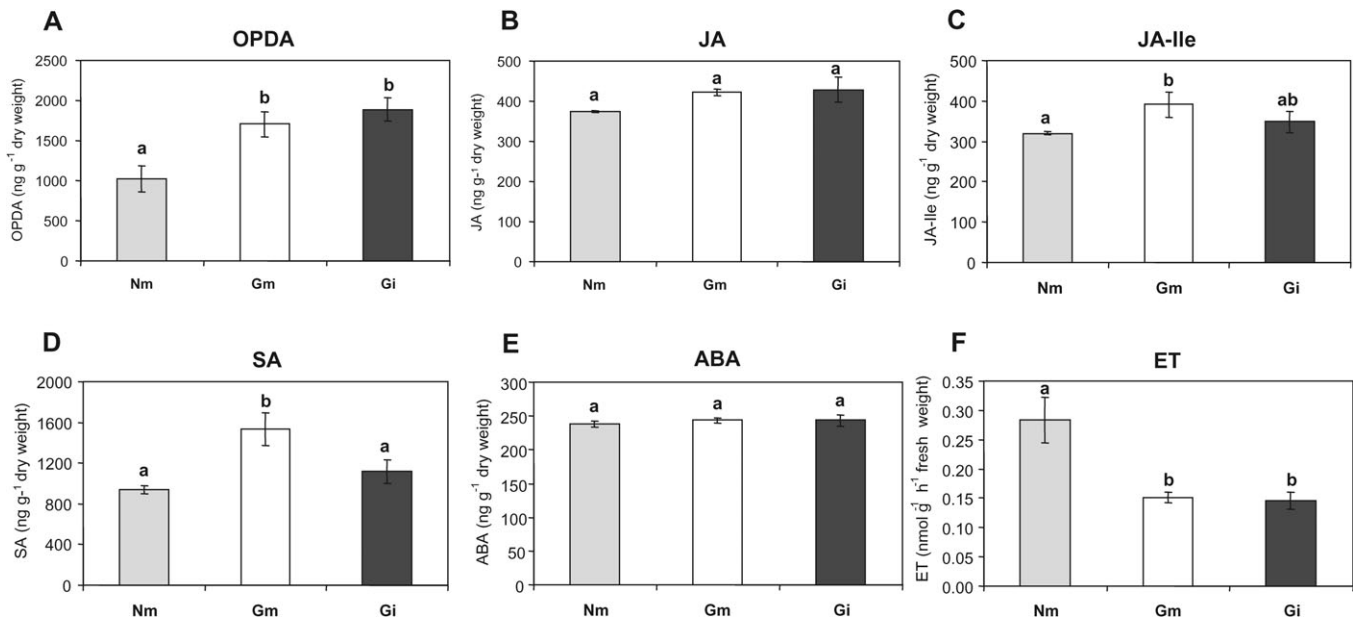 A
OPDA
OPDA (ng g⁻¹ dry weight)
2500
2000
1500
1000
500
0
a
b
b
Nm
Gm
Gi
B
JA
JA (ng g-¹ dry weight)
500
400
300
200
100
0
a
a
a
Nm
Gm
Gi
C
JA-Ile
JA-Ile (ng g⁻¹ dry weight)
500
400
300
200
100
0
a
b
ab
Nm
Gm
Gi
D
SA
SA (ng g-¹ dry weight)
2000
1600
1200
800
400
0
a
b
a
Nm
Gm
Gi
E
ABA
ABA (ng g-¹ dry weight)
300
250
200
150
100
50
0
a
a
a
Nm
Gm
Gi
F
ET
ET (nmol g⁻¹ h⁻¹ fresh weight)
0.35
0.30
0.25
0.20
0.15
0.10
0.05
0.00
a
b
b
Nm
Gm
Gi